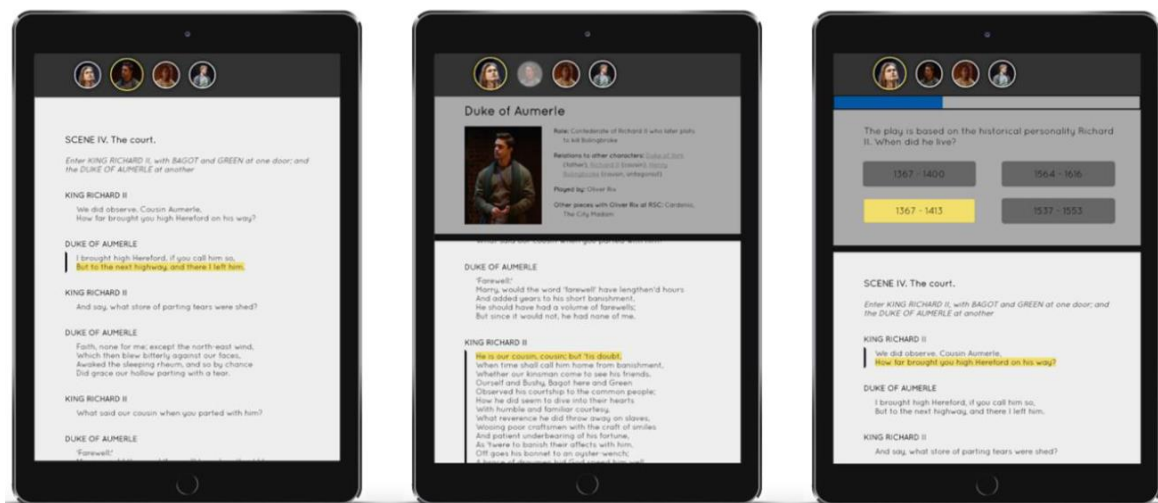 SCENE IV. The court.
Enter KING RICHARD II, with BAGOT and GREEN at one door; and
the DUKE OF AUMERLE at another
KING RICHARD II
We did observe. Cousin Aumerle,
How far brought you high Hereford on his way?
DUKE OF AUMERLE
I brought high Hereford, if you call him so,
But to the next highway, and there I left him.
KING RICHARD II
And say, what store of parting tears were shed?
DUKE OF AUMERLE
Faith, none for me; except the north-east wind,
Which then blew bitterly against our faces,
Awaked the sleeping rheum, and so by chance
Did grace our hollow parting with a tear.
KING RICHARD II
What said our cousin when you parted with him?
DUKE OF AUMERLE
'Farewell:'
Duke of Aumerle
Role: Confederate of Richard II who later plots
to kill Bolingbroke
Relations to other characters: Duke of York
(father), Richard II (cousin), Henry
Bolingbroke (cousin, antagonist)
Played by: Oliver Rix
Other pieces with Oliver Rix at RSC: Cardenio,
The City Madam
What said our cousin when you parted with him?
DUKE OF AUMERLE
'Farewell:'
Marry, would the word 'farewell' have lengthen'd hours
And added years to his short banishment,
He should have had a volume of farewells;
But since it would not, he had none of me.
KING RICHARD II
He is our cousin, cousin; but 'tis doubt,
When time shall call him home from banishment,
Whether our kinsman come to see his friends.
Ourself and Bushy, Bagot here and Green
Observed his courtship to the common people;
How he did seem to dive into their hearts
With humble and familiar courtesy,
What reverence he did throw away on slaves,
Wooing poor craftsmen with the craft of smiles
And patient underbearing of his fortune,
As 'twere to banish their affects with him.
Off goes his bonnet to an oyster-wench;
A brace of draymen bid God speed him well
The play is based on the historical personality Richard
II. When did he live?
1367 - 1400
1564 - 1616
1367 - 1413
1537 - 1553
SCENE IV. The court.
Enter KING RICHARD II, with BAGOT and GREEN at one door; and
the DUKE OF AUMERLE at another
KING RICHARD II
We did observe. Cousin Aumerle,
How far brought you high Hereford on his way?
DUKE OF AUMERLE
I brought high Hereford, if you call him so,
But to the next highway, and there I left him.
KING RICHARD II
And say, what store of parting tears were shed?